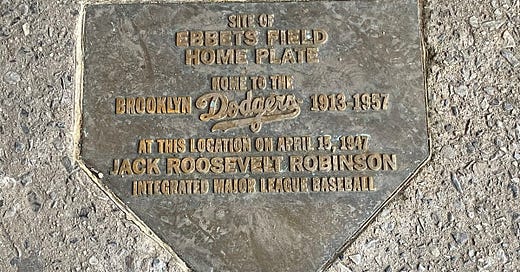 SITE OF
EBBETS FIELD
HOME PLATE
HOME TO THE
BROOKLYN Dodgers 1913-1957
AT THIS LOCATION ON APRIL 15, 1947
JACK ROOSEVELT ROBINSON
INTEGRATED MAJOR LEAGUE BASEBALL